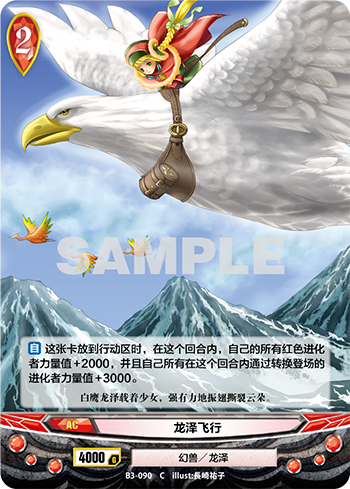 2
SAMPLE
自 这张卡放到行动区时，在这个回合内，自己的所有红色进化
者力量值+2000，并且自己所有在这个回合内通过转换登场的
进化者力量值+3000。
白鹰龙泽载着少女，强有力地振翅撕裂云朵。
AC 龙泽飞行
4000 幻兽／龙泽
B3-090 C illust:長崎祐子